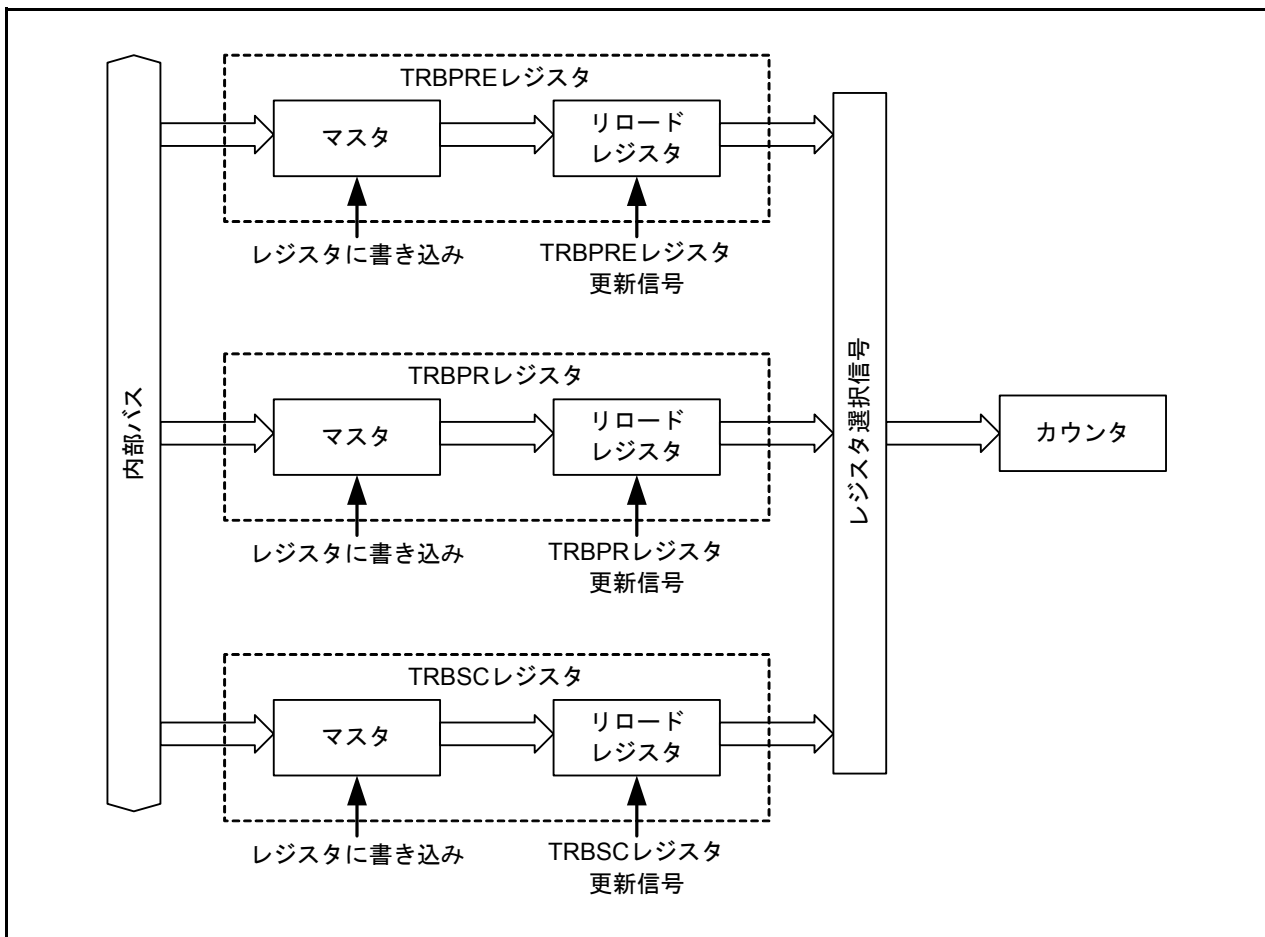 TRBPREレジスタ
マスタ
リロード
レジスタ
レジスタに書き込み
TRBPREレジスタ
更新信号
TRBPRレジスタ
マスタ
リロード
レジスタ
レジスタに書き込み
TRBPRレジスタ
更新信号
TRBSCレジスタ
マスタ
リロード
レジスタ
レジスタに書き込み
TRBSCレジスタ
更新信号
内部バス
レジスタ選択信号
カウンタ